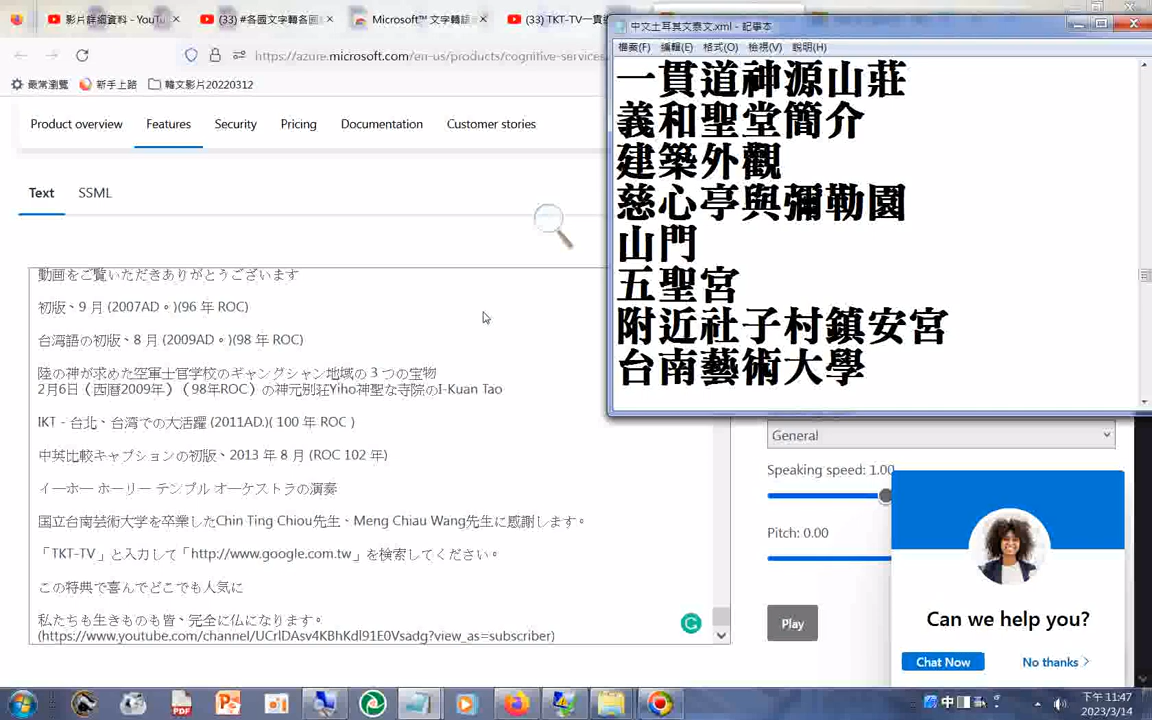 影片詳細資料 - YouTu
(33) #各國文字轉各國
Microsoft™ 文字轉語
(33) TKT-TV一貫道
https://azure.microsoft.com/en-us/products/cognitive-services
最常瀏覽
新手上路
韓文影片20220312
Product overview
Features
Security
Pricing
Documentation
Customer stories
Text
SSML
動画をご覧いただきありがとうございます
初版、9 月 (2007AD。)(96 年 ROC)
台湾語の初版、8 月 (2009AD。)(98 年 ROC)
陸の神が求めた空軍士官学校のギャングシャン地域の 3 つの宝物
2月6日（西暦2009年）（98年ROC）の神元別荘Yiho神聖な寺院のI-Kuan Tao
IKT - 台北、台湾での大活躍 (2011AD.)( 100 年 ROC )
中英比較キャプションの初版、2013 年 8 月 (ROC 102 年)
イーホー ホーリー テンプル オーケストラの演奏
国立台南芸術大学を卒業したChin Ting Chiou先生、Meng Chiau Wang先生に感謝します。
「TKT-TV」と入力して「http://www.google.com.tw」を検索してください。
この特典で喜んでどこでも人気に
私たちも生きものも皆、完全に仏になります。
(https://www.youtube.com/channel/UCrlDAsv4KBhKdl91E0Vsadg?view_as=subscriber)
中文土耳其文泰文.xml - 記事本
檔案(F) 編輯(E) 格式(O) 檢視(V) 說明(H)
一貫道神源山莊
義和聖堂簡介
建築外觀
慈心亭與彌勒園
山門
五聖宮
附近社子村鎮安宮
台南藝術大學
General
Speaking speed: 1.00
Pitch: 0.00
Play
Can we help you?
Chat Now
No thanks
中
下午 11:47
2023/3/14